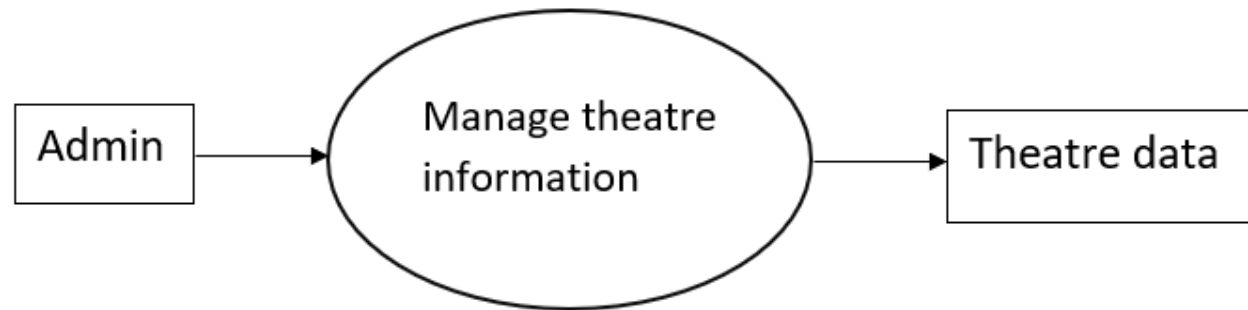 Admin
Manage theatre
information
Theatre data